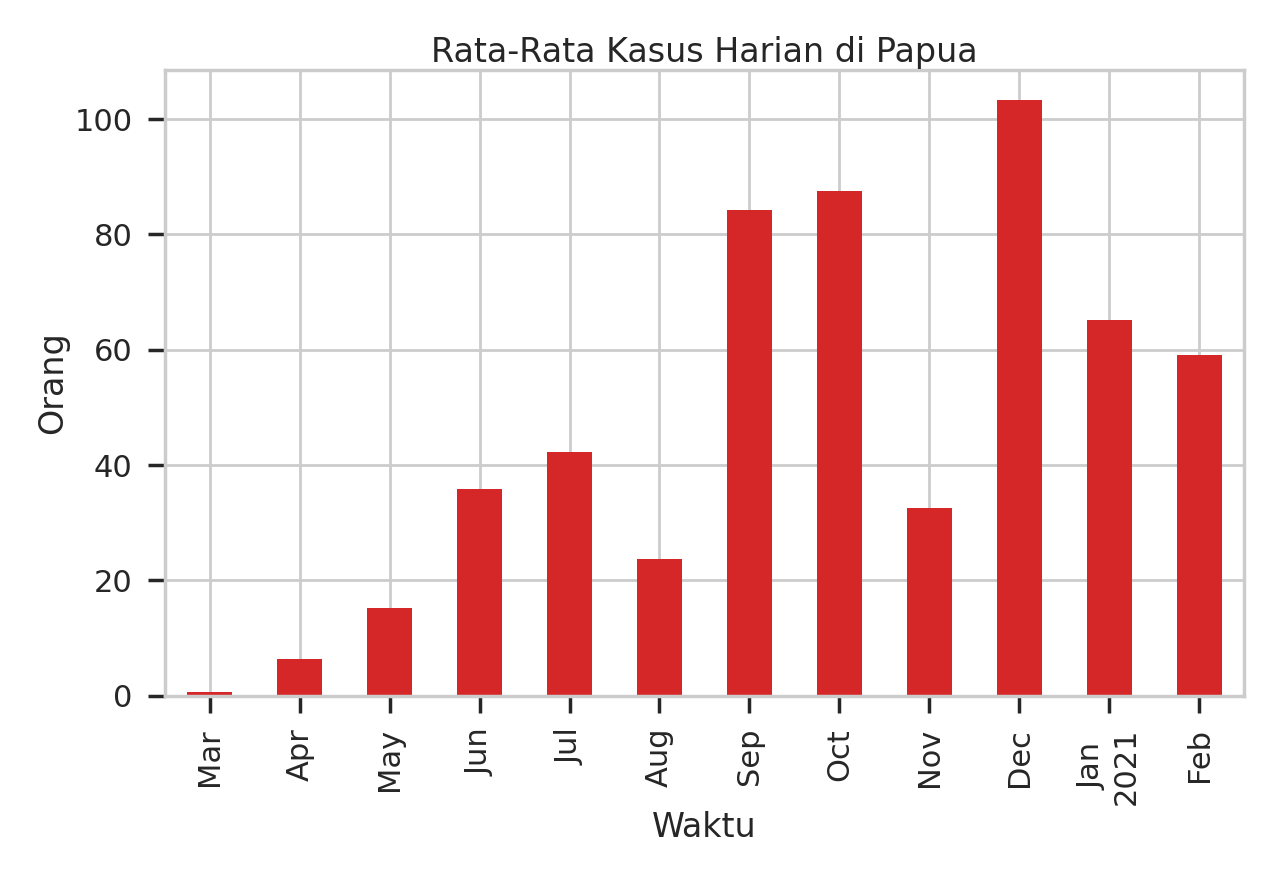 Rata-Rata Kasus Harian di Papua
100
80
60
40
20
0
Orang
Mar
Apr
May
Jun
Jul
Aug
Sep
Oct
Nov
Dec
Jan
2021
Feb
Waktu